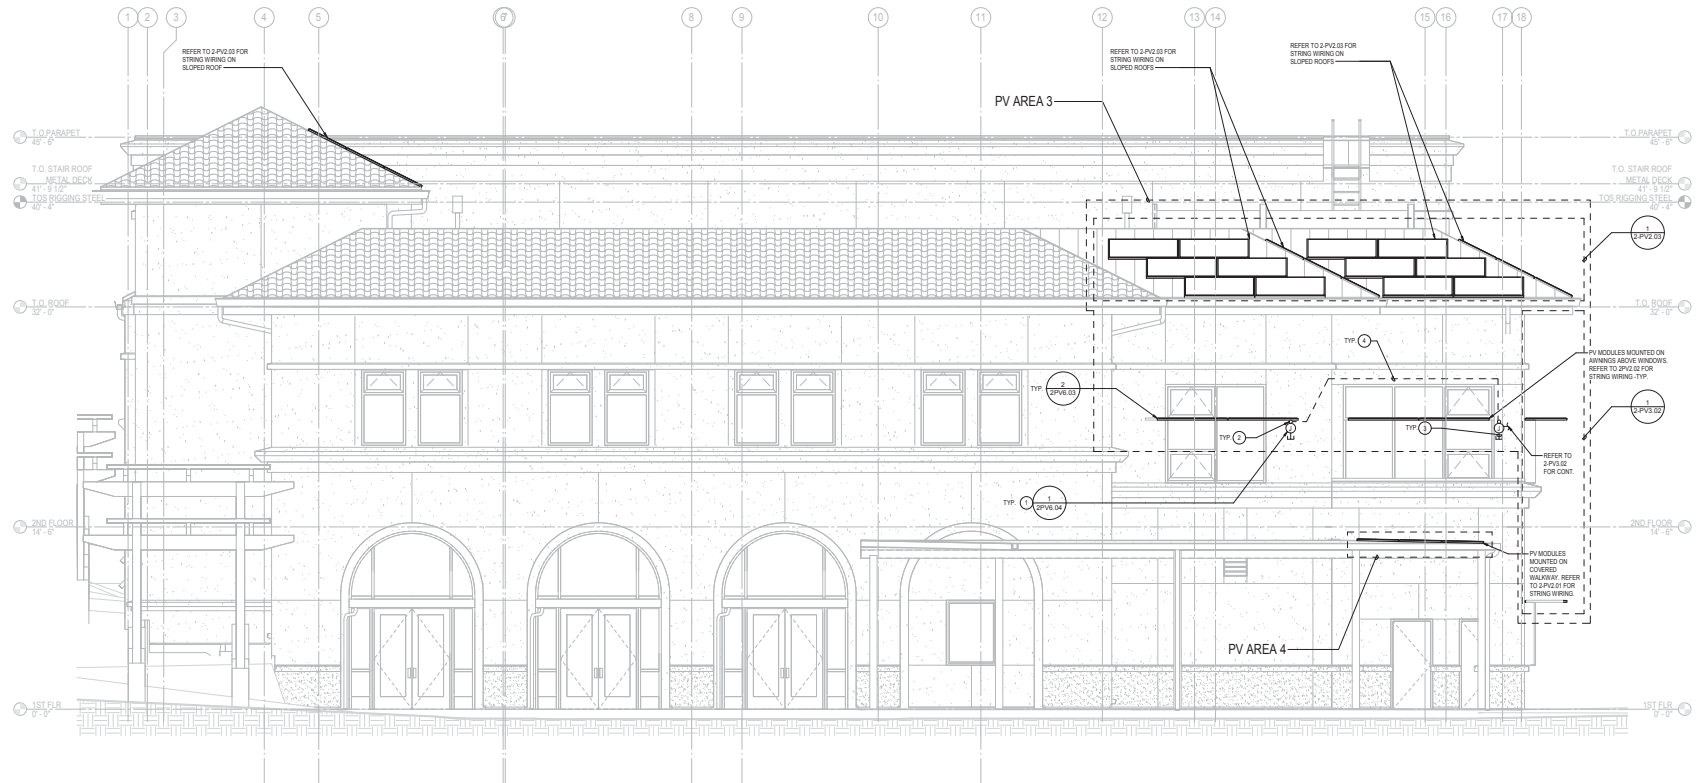 1 2 3 4 5 6 7 8 9 10 11 12 13 14 15 16 17 18
REFER TO 2-PV2.03 FOR
STRING WIRING ON
SLOPED ROOF
REFER TO 2-PV2.03 FOR
STRING WIRING ON
SLOPED ROOFS
REFER TO 2-PV2.03 FOR
STRING WIRING ON
SLOPED ROOFS
PV AREA 3
T.O PARAPET
45' - 6"
T.O PARAPET
45' - 6"
T.O. STAIR ROOF
METAL DECK
41' - 9 1/2"
T.O. STAIR ROOF
METAL DECK
41' - 9 1/2"
TOS RIGGING STEEL
40' - 4"
TOS RIGGING STEEL
40' - 4"
1
2-PV2.03
T.O. ROOF
32' - 0"
T.O. ROOF
32' - 0"
TYP. 4
PV MODULES MOUNTED ON
AWNINGS ABOVE WINDOWS.
REFER TO 2PV2.02 FOR
STRING WIRING -TYP.
TYP. 2
2PV6.03
1
2-PV3.02
TYP. 2
J
TYP. 3
J
REFER TO
2-PV3.02
FOR CONT.
TYP. 1 1
2PV6.04
2ND FLOOR
14' - 6"
2ND FLOOR
14' - 6"
PV MODULES
MOUNTED ON
COVERED
WALKWAY. REFER
TO 2-PV2.01 FOR
STRING WIRING.
PV AREA 4
1ST FLR
0' - 0"
1ST FLR
0' - 0"